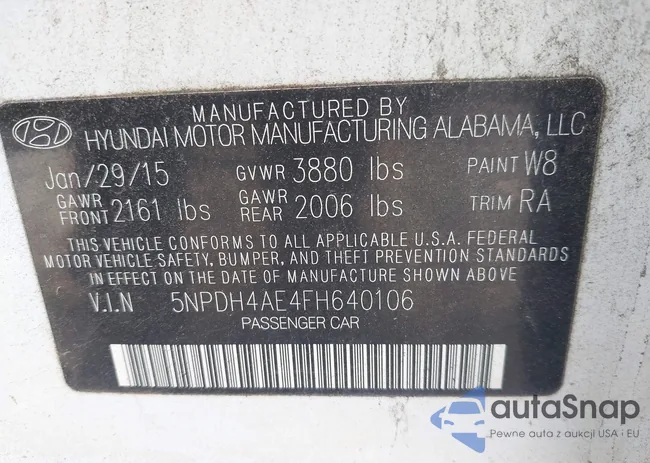 MANUFACTURED BY
HYUNDAI MOTOR MANUFACTURING ALABAMA, LLC
Jan/29/15 GVWR 3880 lbs PAINT W8
GAWR FRONT 2161 lbs GAWR REAR 2006 lbs TRIM RA
THIS VEHICLE CONFORMS TO ALL APPLICABLE U.S.A. FEDERAL
MOTOR VEHICLE SAFETY, BUMPER, AND THEFT PREVENTION STANDARDS
IN EFFECT ON THE DATE OF MANUFACTURE SHOWN ABOVE
V.I.N 5NPDH4AE4FH640106
PASSENGER CAR
autaSnap
Pewne auta z aukcji USA i EU